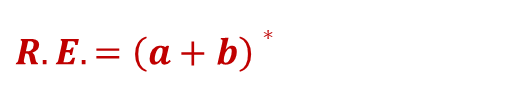 R.E.= (a + b) *